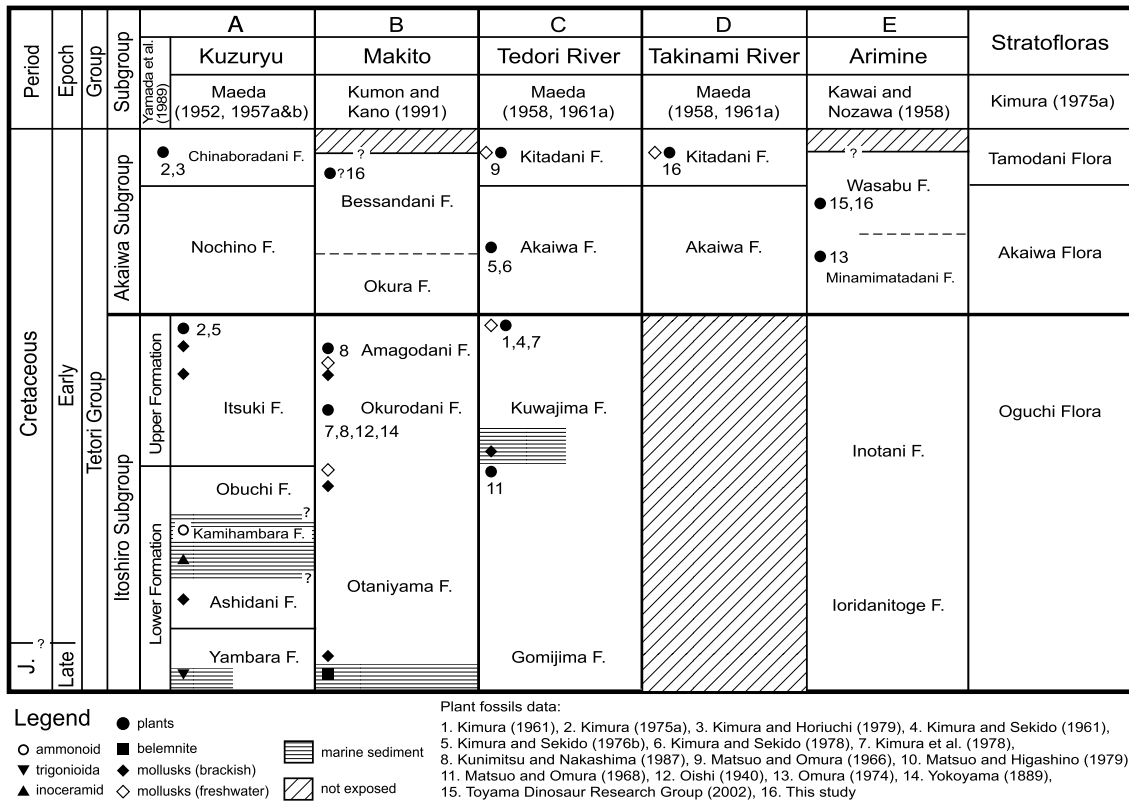 Period
Epoch
Group
Subgroup
Yamada et al.
(1989)
A
B
C
D
E
Stratofloras
Kuzuryu
Makito
Tedori River
Takinami River
Arimine
Maeda
(1952, 1957a&b)
Kumon and
Kano (1991)
Maeda
(1958, 1961a)
Maeda
(1958, 1961a)
Kawai and
Nozawa (1958)
Kimura (1975a)
Cretaceous
J.
?
Early
Late
Tetori Group
Akaiwa Subgroup
Itoshiro Subgroup
Upper Formation
Lower Formation
Chinaboradani F.
2,3
Nochino F.
2,5
Itsuki F.
Obuchi F.
?
Kamihambara F.
?
Ashidani F.
Yambara F.
?
?16
Bessandani F.
Okura F.
8 Amagodani F.
Okurodani F.
7,8,12,14
Otaniyama F.
Kitadani F.
9
Akaiwa F.
5,6
1,4,7
Kuwajima F.
11
Gomijima F.
Kitadani F.
16
Akaiwa F.
?
Wasabu F.
15,16
13
Minamimatadani F.
Inotani F.
Ioridanitoge F.
Tamodani Flora
Akaiwa Flora
Oguchi Flora
Legend
ammonoid
trigonioida
inoceramid
plants
belemnite
mollusks (brackish)
mollusks (freshwater)
marine sediment
not exposed
Plant fossils data:
1. Kimura (1961), 2. Kimura (1975a), 3. Kimura and Horiuchi (1979), 4. Kimura and Sekido (1961),
5. Kimura and Sekido (1976b), 6. Kimura and Sekido (1978), 7. Kimura et al. (1978),
8. Kunimitsu and Nakashima (1987), 9. Matsuo and Omura (1966), 10. Matsuo and Higashino (1979)
11. Matsuo and Omura (1968), 12. Oishi (1940), 13. Omura (1974), 14. Yokoyama (1889),
15. Toyama Dinosaur Research Group (2002), 16. This study